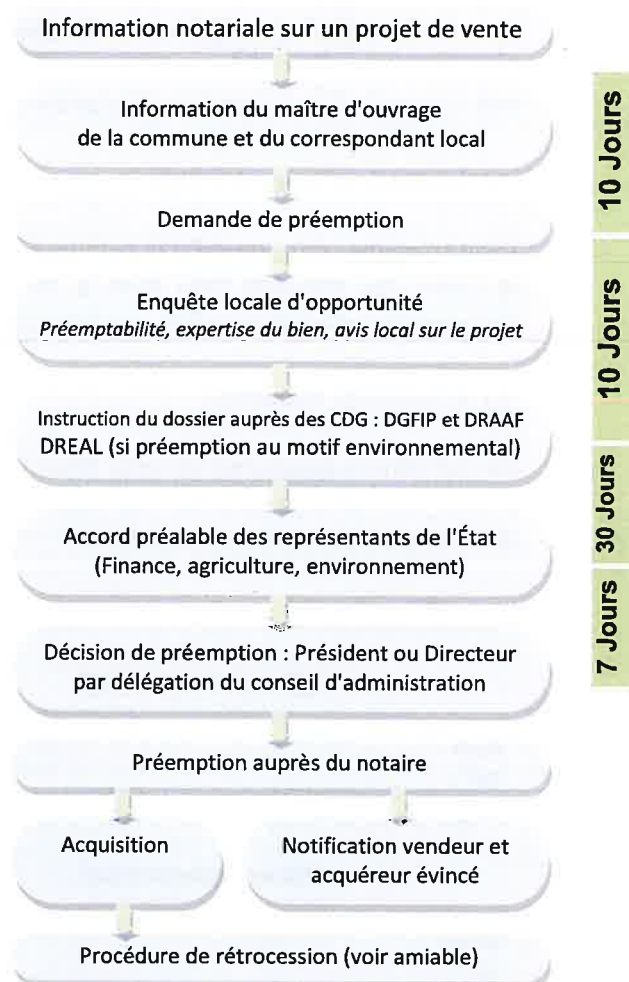 Information notariale sur un projet de vente
Information du maître d'ouvrage
de la commune et du correspondant local
10 Jours
Demande de préemption
Enquête locale d'opportunité
Préemptabilité, expertise du bien, avis local sur le projet
10 Jours
Instruction du dossier auprès des CDG : DGFIP et DRAAF
DREAL (si préemption au motif environnemental)
30 Jours
Accord préalable des représentants de l'État
(Finance, agriculture, environnement)
7 Jours
Décision de préemption : Président ou Directeur
par délégation du conseil d'administration
Préemption auprès du notaire
Acquisition
Notification vendeur et
acquéreur évincé
Procédure de rétrocession (voir amiable)